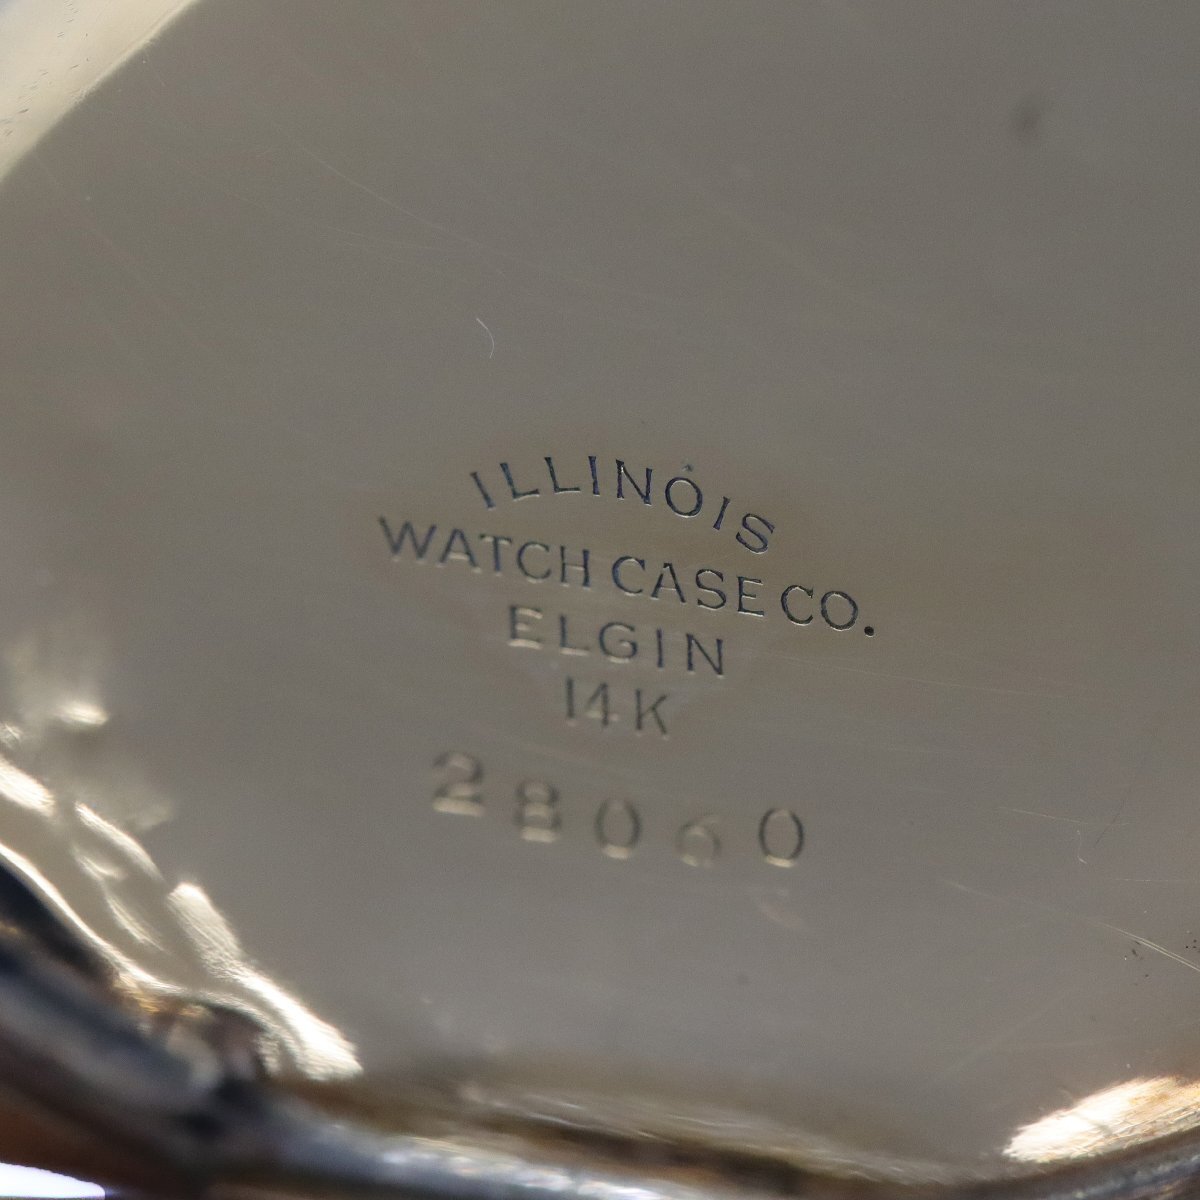 ILLINOIS
WATCH CASE CO.
ELGIN
14K
28060